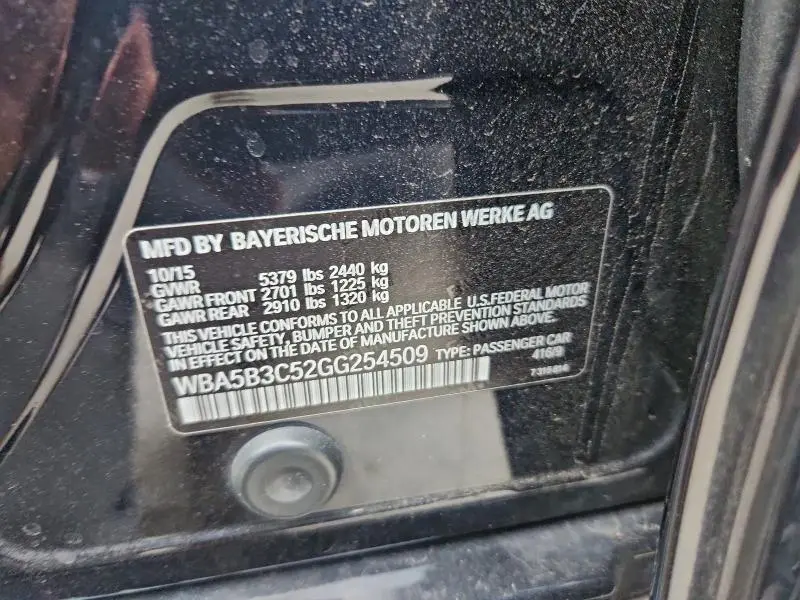 MFD BY BAYERISCHE MOTOREN WERKE AG
10/15
GVWR 5379 lbs 2440 kg
GAWR FRONT 2701 lbs 1225 kg
GAWR REAR 2910 lbs 1320 kg
THIS VEHICLE CONFORMS TO ALL APPLICABLE U.S.FEDERAL MOTOR
VEHICLE SAFETY, BUMPER AND THEFT PREVENTION STANDARDS
IN EFFECT ON THE DATE OF MANUFACTURE SHOWN ABOVE.
WBA5B3C52GG254509 TYPE: PASSENGER CAR